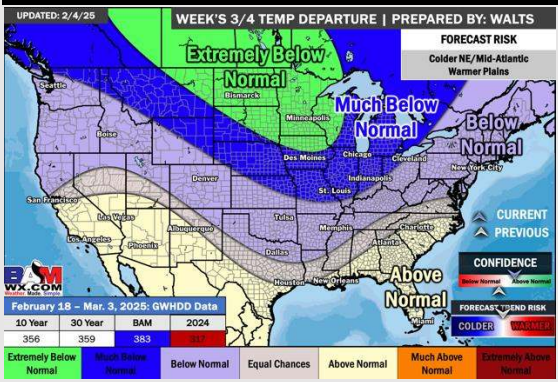 UPDATED: 2/4/25
WEEK'S 3/4 TEMP DEPARTURE | PREPARED BY: WALTS
FORECAST RISK
Colder NE/Mid-Atlantic
Warmer Plains
Extremely Below
Normal
Much Below
Normal
Below
Normal
Above
Normal
Seattle
Bismarck
Minneapolis
Boise
Des Moines
Chicago
Cleveland
New York City
Denver
Indianapolis
St. Louis
San Francisco
Las Vegas
Tulsa
Memphis
Charlotte
Los Angeles
Albuquerque
Phoenix
Dallas
Atlanta
Houston
New Orleans
Miami
CURRENT
PREVIOUS
CONFIDENCE
Below Normal
Above Normal
FORECAST TREND RISK
COLDER
WARMER
BAM
WX.COM
Weather Made Simple
February 18 – Mar. 3, 2025: GWHDD Data
10 Year 30 Year BAM 2024
356 359 383 317
Extremely Below
Normal
Much Below
Normal
Below Normal
Equal Chances
Above Normal
Much Above
Normal
Extremely Above
Normal